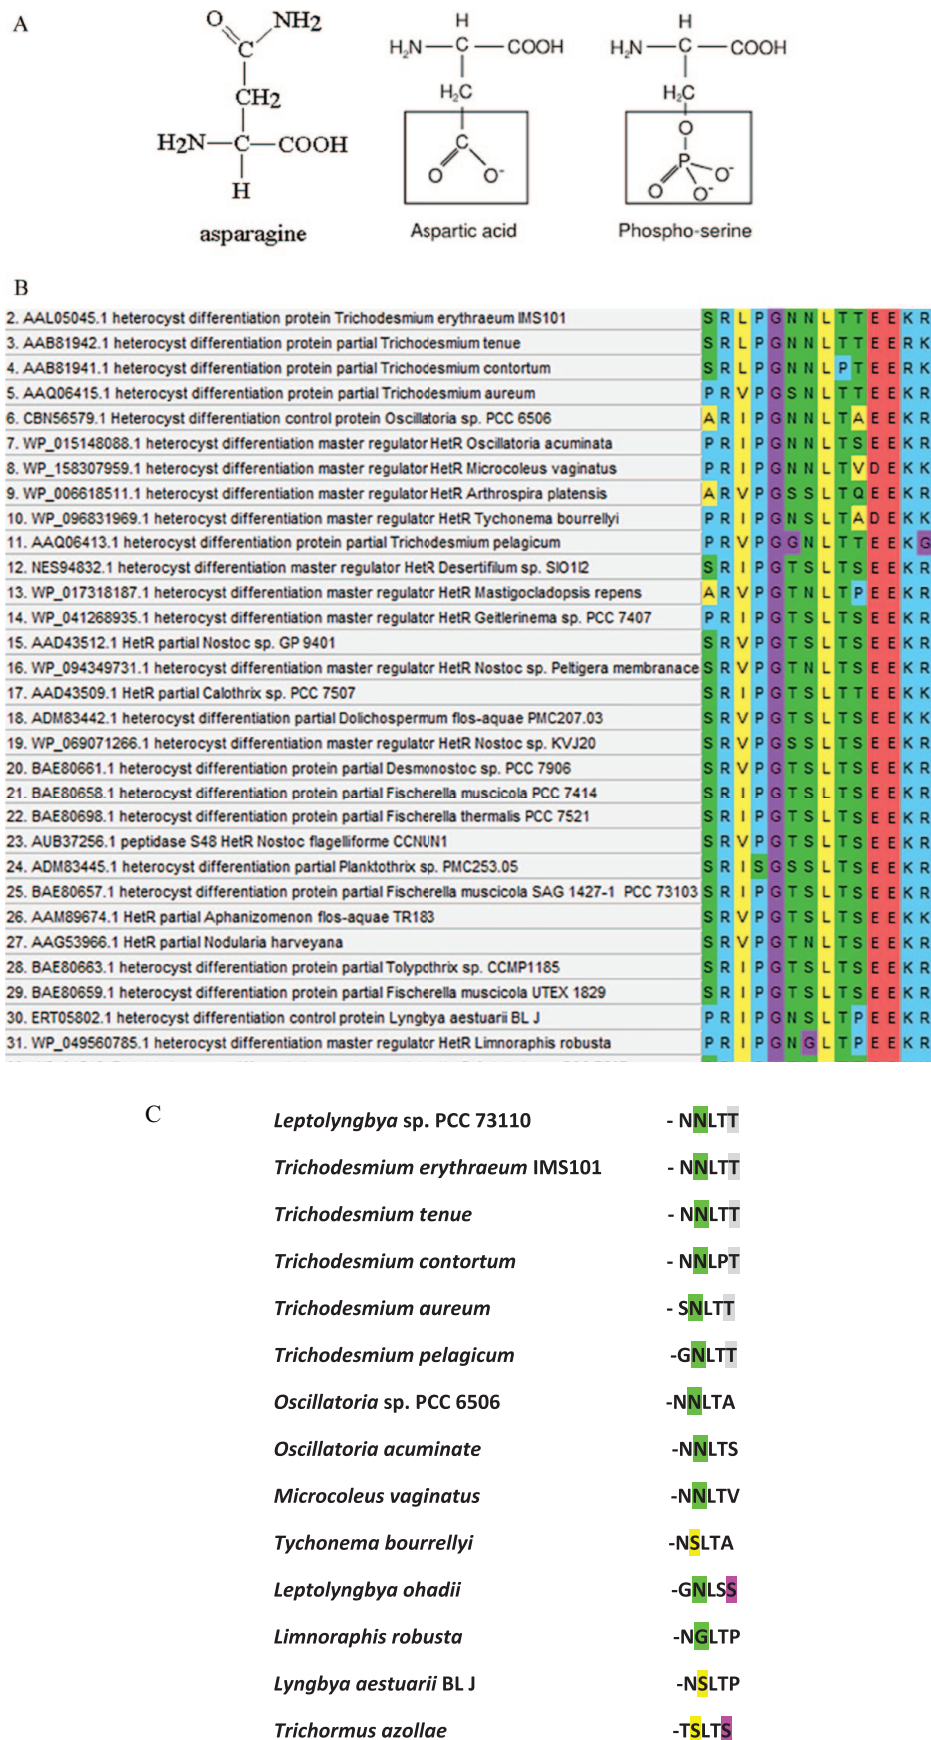 A
O NH2
C
CH2
H2N—C—COOH
H
asparagine
H
H2N—C—COOH
H2C
C
O O-
Aspartic acid
H
H2N—C—COOH
H2C
O
P
O O- O-
Phospho-serine
B
2. AAL05045.1 heterocyst differentiation protein Trichodesmium erythraeum IMS101 S R L P G N N L T T E E K R
3. AAB81942.1 heterocyst differentiation protein partial Trichodesmium tenue S R L P G N N L T T E E R K
4. AAB81941.1 heterocyst differentiation protein partial Trichodesmium contortum S R L P G N N L P T E E R K
5. AAQ06415.1 heterocyst differentiation protein partial Trichodesmium aureum P R V P G S N L T T E E K R
6. CBN56579.1 Heterocyst differentiation control protein Oscillatoria sp. PCC 6506 A R I P G N N L T A E E K R
7. WP_015148088.1 heterocyst differentiation master regulator HetR Oscillatoria acuminata P R I P G N N L T S E E K R
8. WP_158307959.1 heterocyst differentiation master regulator HetR Microcoleus vaginatus P R I P G N N L T V D E K K
9. WP_006618511.1 heterocyst differentiation master regulator HetR Arthrospira platensis A R V P G S S L T Q E E K R
10. WP_096831969.1 heterocyst differentiation master regulator HetR Tychonema bourrellyi P R I P G N S L T A D E K K
11. AAQ06413.1 heterocyst differentiation protein partial Trichodesmium pelagicum P R V P G G N L T T E E K G
12. NES94832.1 heterocyst differentiation master regulator HetR Desertifilum sp. SIO1I2 S R I P G T S L T S E E K R
13. WP_017318187.1 heterocyst differentiation master regulator HetR Mastigocladopsis repens A R V P G T N L T P E E K R
14. WP_041268935.1 heterocyst differentiation master regulator HetR Geitlerinema sp. PCC 7407 P R I P G T S L T S E E K R
15. AAD43512.1 HetR partial Nostoc sp. GP 9401 S R V P G T S L T S E E K R
16. WP_094349731.1 heterocyst differentiation master regulator HetR Nostoc sp. Peltigera membranace S R V P G T N L T S E E K R
17. AAD43509.1 HetR partial Calothrix sp. PCC 7507 S R I P G T S L T T E E K K
18. ADM83442.1 heterocyst differentiation partial Dolichospermum flos-aquae PMC207.03 S R V P G T S L T S E E K K
19. WP_069071266.1 heterocyst differentiation master regulator HetR Nostoc sp. KVJ20 S R V P G S S L T S E E K R
20. BAE80661.1 heterocyst differentiation protein partial Desmonostoc sp. PCC 7906 S R V P G T S L T S E E K R
21. BAE80658.1 heterocyst differentiation protein partial Fischerella muscicola PCC 7414 S R I P G T S L T S E E K R
22. BAE80698.1 heterocyst differentiation protein partial Fischerella thermalis PCC 7521 S R I P G T S L T S E E K R
23. AUB37256.1 peptidase S48 HetR Nostoc flagelliforme CCNUN1 S R V P G T S L T S E E K R
24. ADM83445.1 heterocyst differentiation partial Planktothrix sp. PMC253.05 S R I S G S S L T S E E K R
25. BAE80657.1 heterocyst differentiation protein partial Fischerella muscicola SAG 1427-1 PCC 73103 S R I P G T S L T S E E K R
26. AAM89674.1 HetR partial Aphanizomenon flos-aquae TR183 S R V P G T S L T S E E K K
27. AAG53966.1 HetR partial Nodularia harveyana S R V P G T N L T S E E K R
28. BAE80663.1 heterocyst differentiation protein partial Tolypothrix sp. CCMP1185 S R I P G T S L T S E E K R
29. BAE80659.1 heterocyst differentiation protein partial Fischerella muscicola UTEX 1829 S R I P G T S L T S E E K R
30. ERT05802.1 heterocyst differentiation control protein Lyngbya aestuarii BL J P R I P G N S L T P E E K R
31. WP_049560785.1 heterocyst differentiation master regulator HetR Limnoraphis robusta P R I P G N G L T P E E K R
C
Leptolyngbya sp. PCC 73110 - NNLTT
Trichodesmium erythraeum IMS101 - NNLTT
Trichodesmium tenue - NNLTT
Trichodesmium contortum - NNLPT
Trichodesmium aureum - SNLTT
Trichodesmium pelagicum -GNLTT
Oscillatoria sp. PCC 6506 -NNLTA
Oscillatoria acuminate -NNLTS
Microcoleus vaginatus -NNLTV
Tychonema bourrellyi -NSLTA
Leptolyngbya ohadii -GNLSS
Limnoraphis robusta -NGLTP
Lyngbya aestuarii BL J -NSLTP
Trichormus azollae -TSLTS